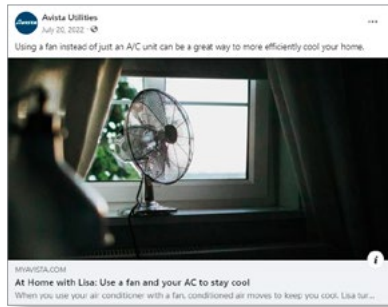 Avista Utilities
July 20, 2022 ·
Using a fan instead of just an A/C unit can be a great way to more efficiently cool your home.
MYAVISTA.COM
At Home with Lisa: Use a fan and your AC to stay cool
When you use your air conditioner with a fan, conditioned air moves to keep you cool. Lisa tur...